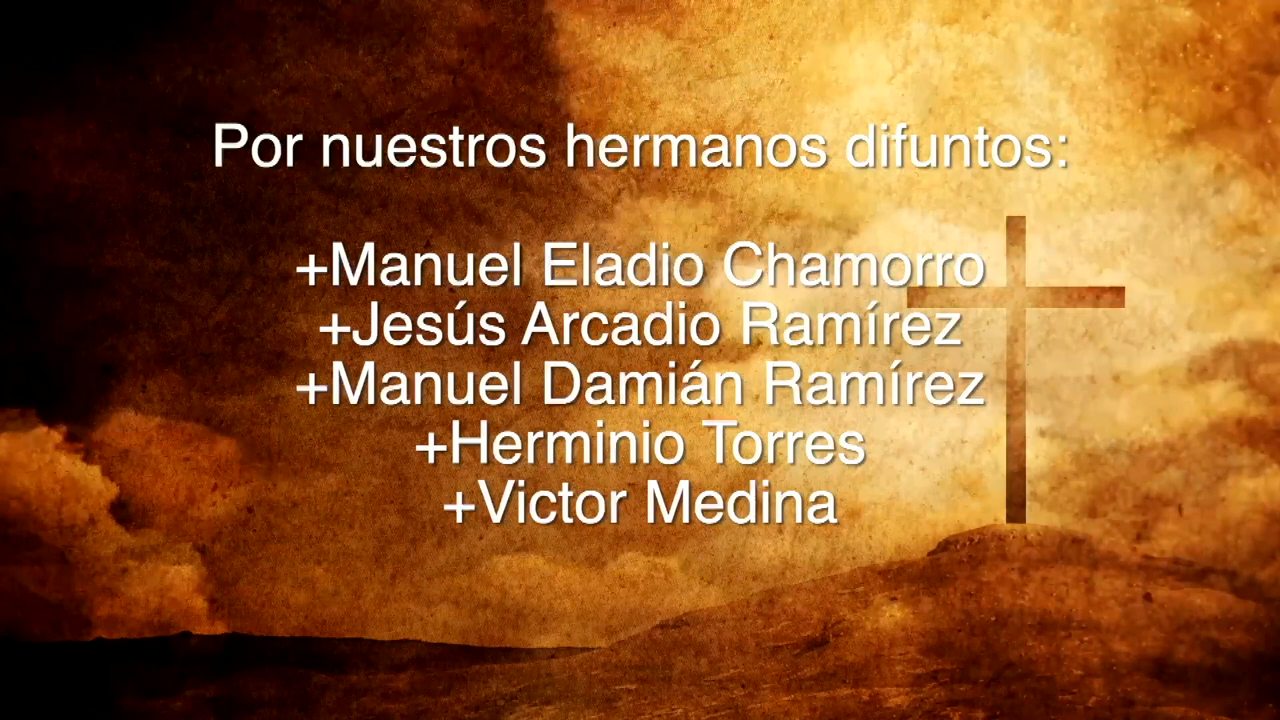 Por nuestros hermanos difuntos:
+Manuel Eladio Chamorro
+Jesús Arcadio Ramírez
+Manuel Damián Ramírez
+Herminio Torres
+Victor Medina